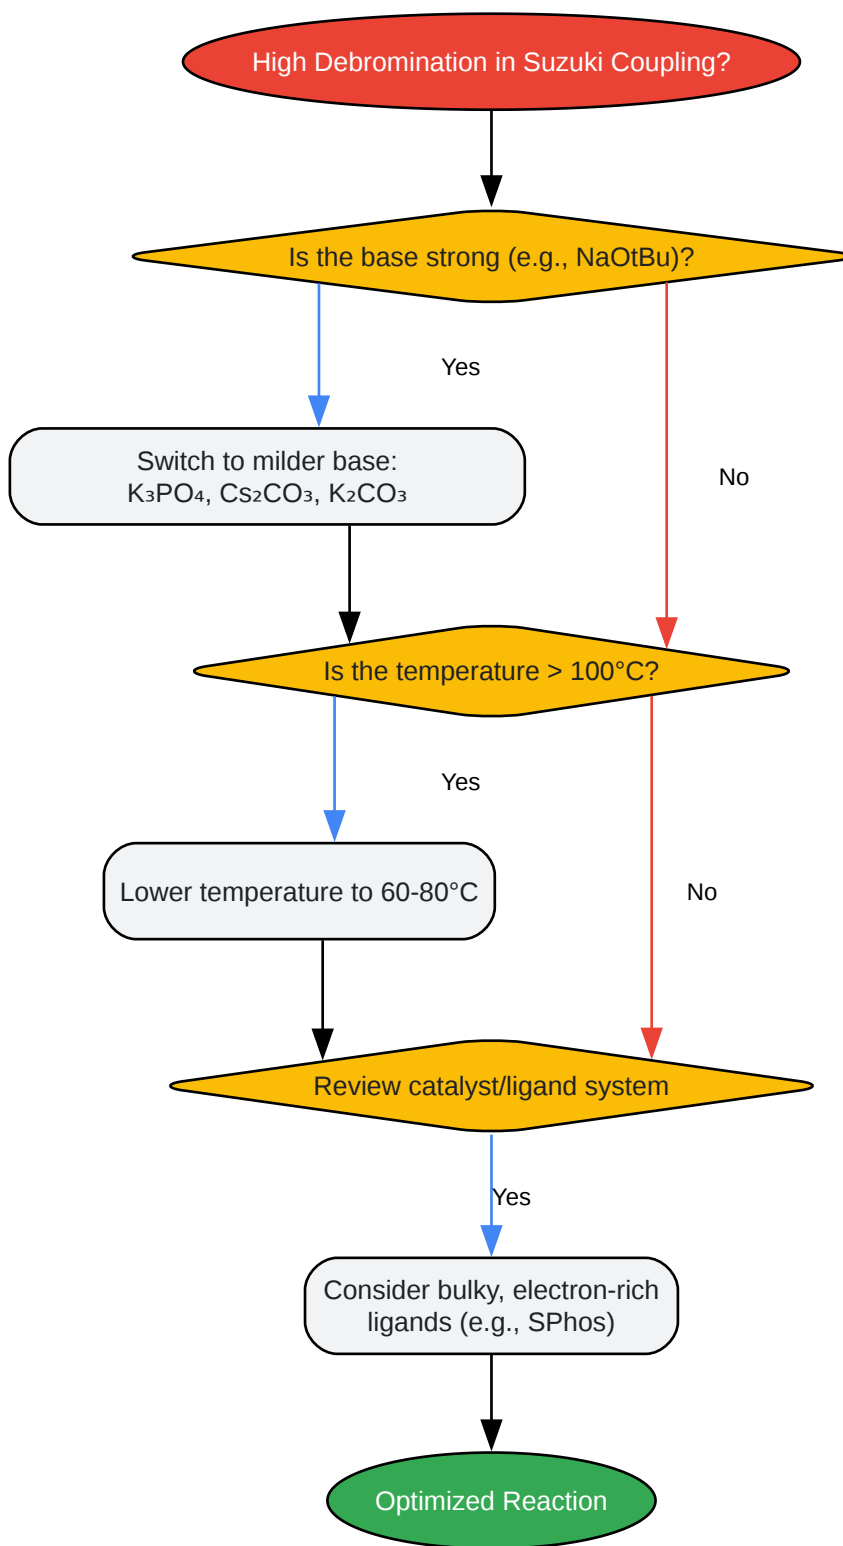 High Debromination in Suzuki Coupling?
Is the base strong (e.g., NaOtBu)?
Yes
Switch to milder base:
K₃PO₄, Cs₂CO₃, K₂CO₃
No
Is the temperature > 100°C?
Yes
Lower temperature to 60-80°C
No
Review catalyst/ligand system
Yes
Consider bulky, electron-rich
ligands (e.g., SPhos)
Optimized Reaction